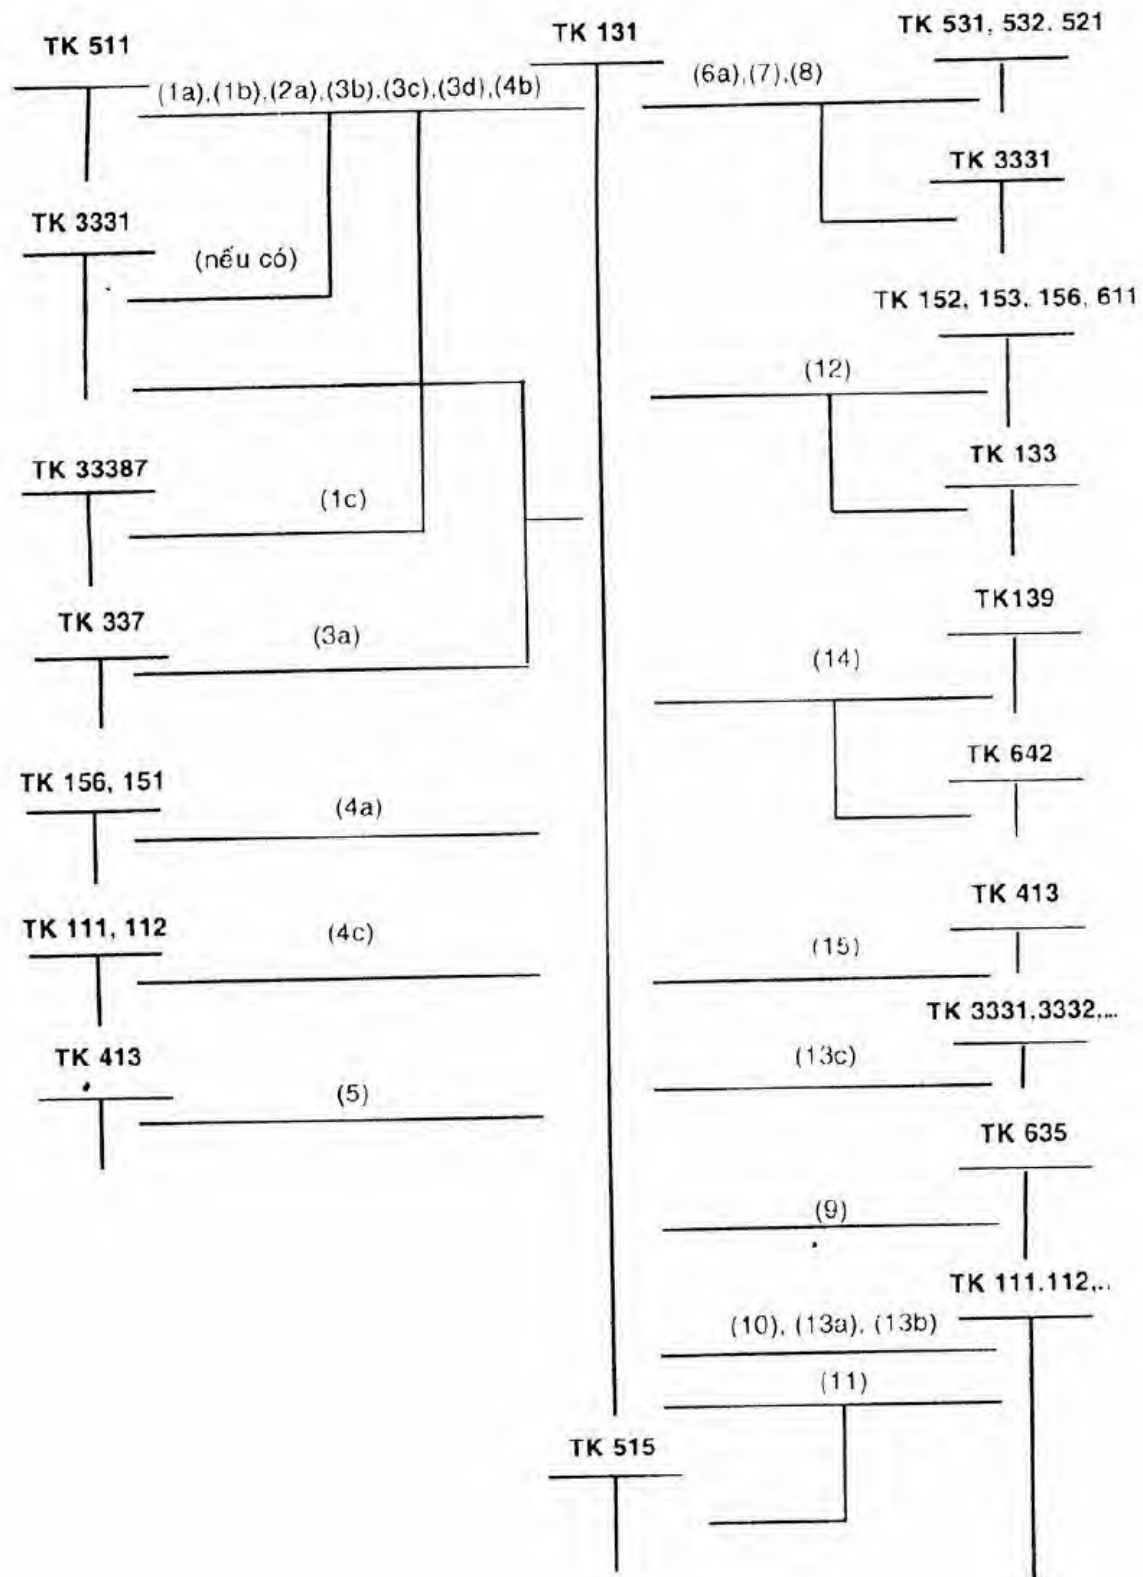 TK 511
TK 131
TK 531, 532. 521
(1a),(1b),(2a),(3b),(3c),(3d),(4b)
(6a),(7),(8)
TK 3331
TK 3331
(nếu có)
TK 152, 153, 156, 611
(12)
TK 133
TK 33387
(1c)
TK139
TK 337
(3a)
(14)
TK 642
TK 156, 151
(4a)
TK 413
TK 111, 112
(4c)
(15)
TK 3331,3332,...
TK 413
(13c)
(5)
TK 635
(9)
TK 111.112,..
(10), (13a), (13b)
(11)
TK 515